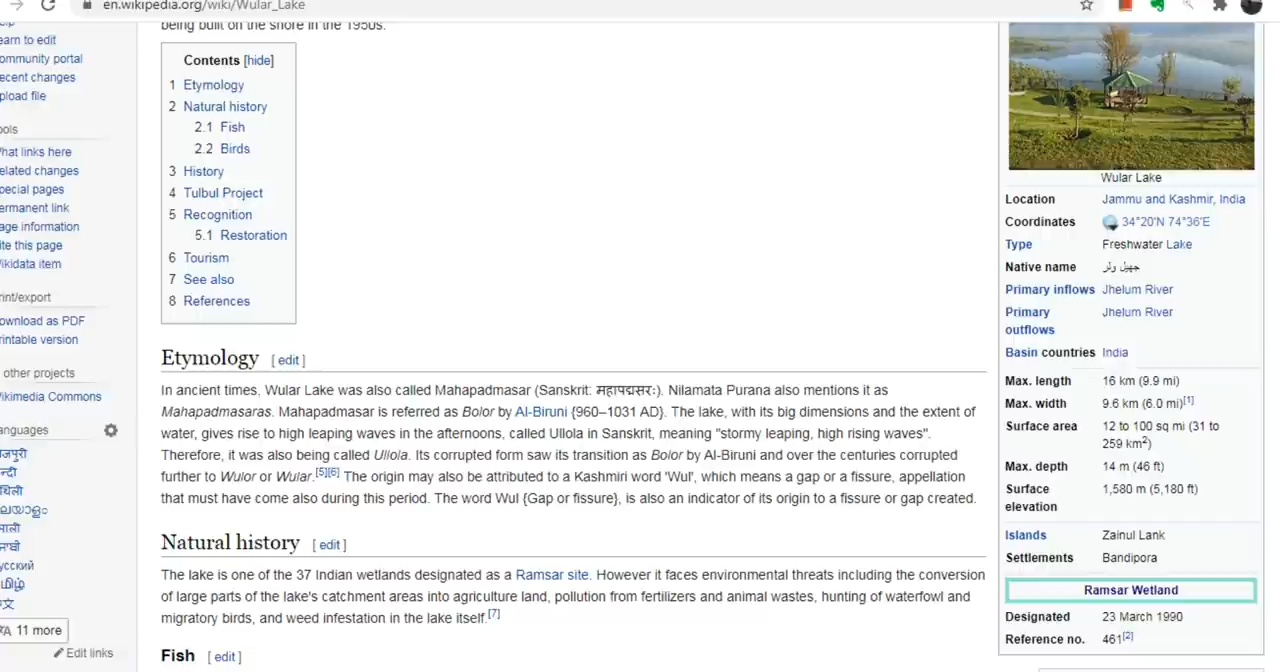 en.wikipedia.org/wiki/Wular_Lake
being built on the shore in the 1950s.
earn to edit
ommunity portal
ecent changes
pload file
ools
hat links here
elated changes
pecial pages
ermanent link
age information
ite this page
ikidata item
rint/export
ownload as PDF
rintable version
other projects
ikimedia Commons
anguages
11 more
Edit links
Contents [hide]
1 Etymology
2 Natural history
2.1 Fish
2.2 Birds
3 History
4 Tulbul Project
5 Recognition
5.1 Restoration
6 Tourism
7 See also
8 References
Etymology [ edit ]
In ancient times, Wular Lake was also called Mahapadmasar (Sanskrit: महापद्मसरः). Nilamata Purana also mentions it as
Mahapadmasaras. Mahapadmasar is referred as Bolor by Al-Biruni {960–1031 AD}. The lake, with its big dimensions and the extent of
water, gives rise to high leaping waves in the afternoons, called Ullola in Sanskrit, meaning "stormy leaping, high rising waves".
Therefore, it was also being called Ullola. Its corrupted form saw its transition as Bolor by Al-Biruni and over the centuries corrupted
further to Wulor or Wular.[5][6] The origin may also be attributed to a Kashmiri word 'Wul', which means a gap or a fissure, appellation
that must have come also during this period. The word Wul {Gap or fissure}, is also an indicator of its origin to a fissure or gap created.
Natural history [ edit ]
The lake is one of the 37 Indian wetlands designated as a Ramsar site. However it faces environmental threats including the conversion
of large parts of the lake's catchment areas into agriculture land, pollution from fertilizers and animal wastes, hunting of waterfowl and
migratory birds, and weed infestation in the lake itself.[7]
Fish [ edit ]
Wular Lake
Location Jammu and Kashmir, India
Coordinates 34°20′N 74°36′E
Type Freshwater Lake
Native name جھیل ولر
Primary inflows Jhelum River
Primary outflows Jhelum River
Basin countries India
Max. length 16 km (9.9 mi)
Max. width 9.6 km (6.0 mi)[1]
Surface area 12 to 100 sq mi (31 to
259 km2)
Max. depth 14 m (46 ft)
Surface elevation 1,580 m (5,180 ft)
Islands Zainul Lank
Settlements Bandipora
Ramsar Wetland
Designated 23 March 1990
Reference no. 461[2]